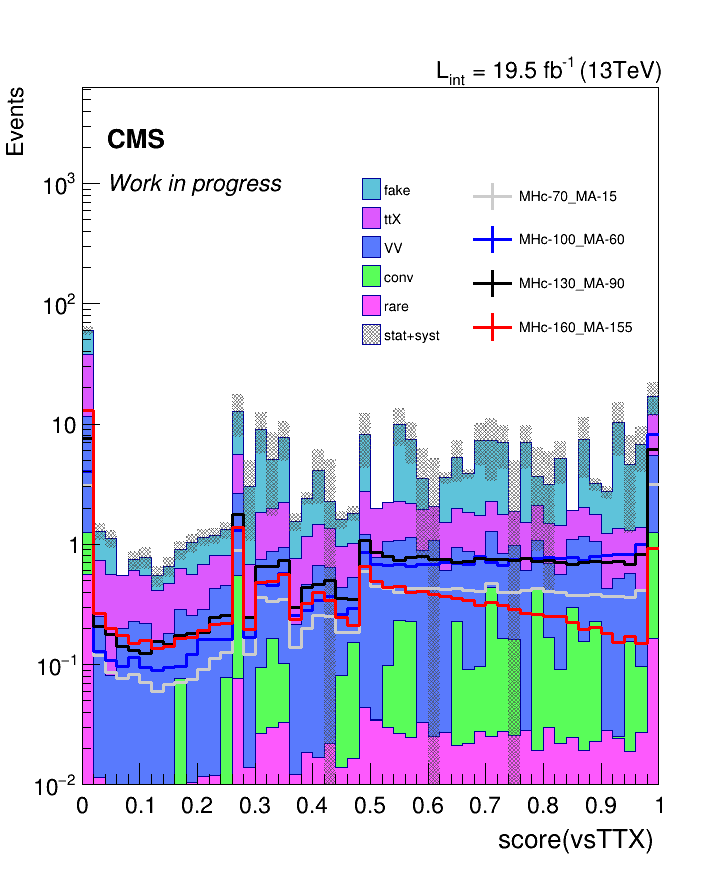 L_int = 19.5 fb^-1 (13TeV)
Events
CMS
Work in progress
fake
ttX
VV
conv
rare
stat+syst
MHc-70_MA-15
MHc-100_MA-60
MHc-130_MA-90
MHc-160_MA-155
10^3
10^2
10
1
10^−1
10^−2
0 0.1 0.2 0.3 0.4 0.5 0.6 0.7 0.8 0.9 1
score(vsTTX)